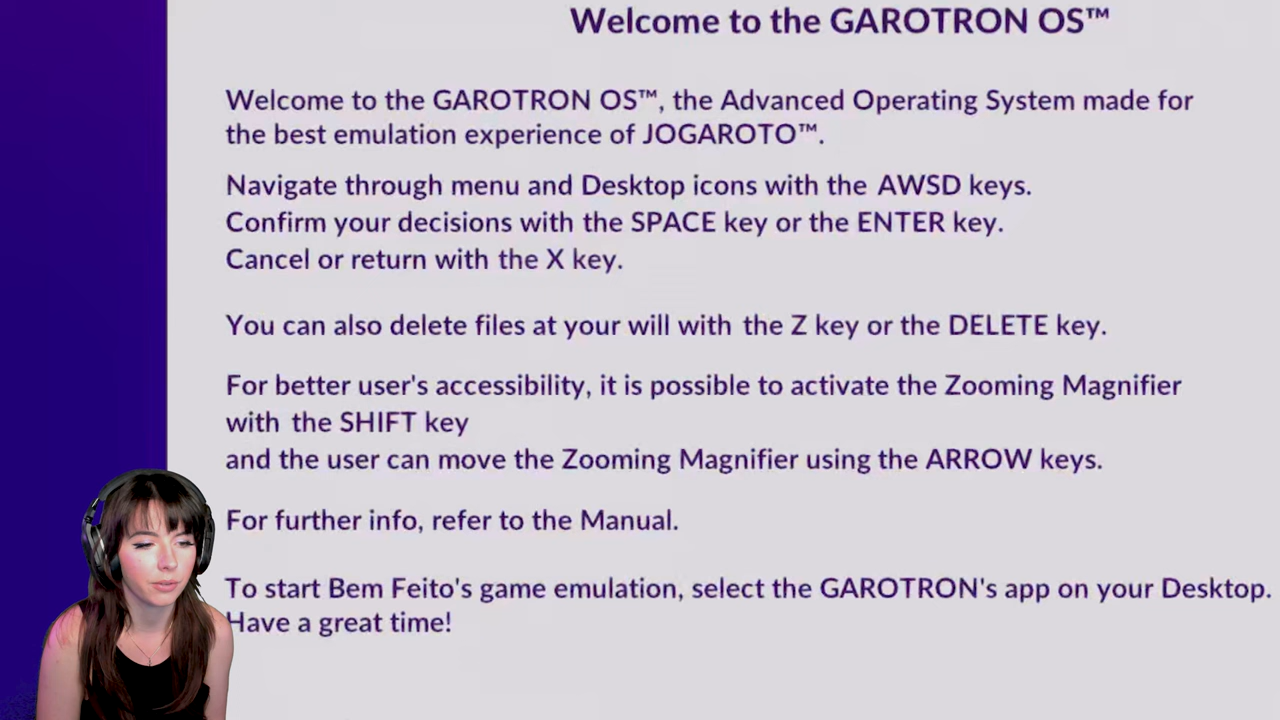 Welcome to the GAROTRON OS™
Welcome to the GAROTRON OS™, the Advanced Operating System made for
the best emulation experience of JOGAROTO™.
Navigate through menu and Desktop icons with the AWSD keys.
Confirm your decisions with the SPACE key or the ENTER key.
Cancel or return with the X key.
You can also delete files at your will with the Z key or the DELETE key.
For better user's accessibility, it is possible to activate the Zooming Magnifier
with the SHIFT key
and the user can move the Zooming Magnifier using the ARROW keys.
For further info, refer to the Manual.
To start Bem Feito's game emulation, select the GAROTRON's app on your Desktop.
Have a great time!